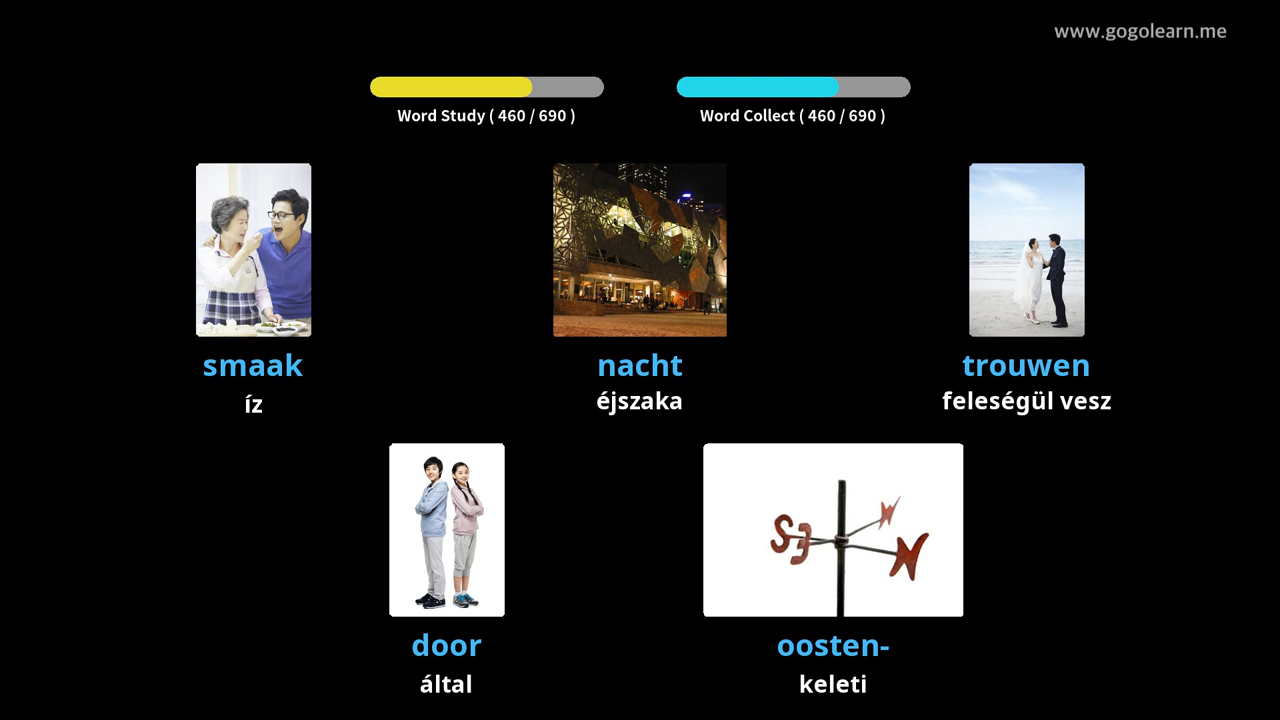 www.gogolearn.me
Word Study ( 460 / 690 )
Word Collect ( 460 / 690 )
smaak
íz
nacht
éjszaka
trouwen
feleségül vesz
S
E
W
N
door
által
oosten-
keleti